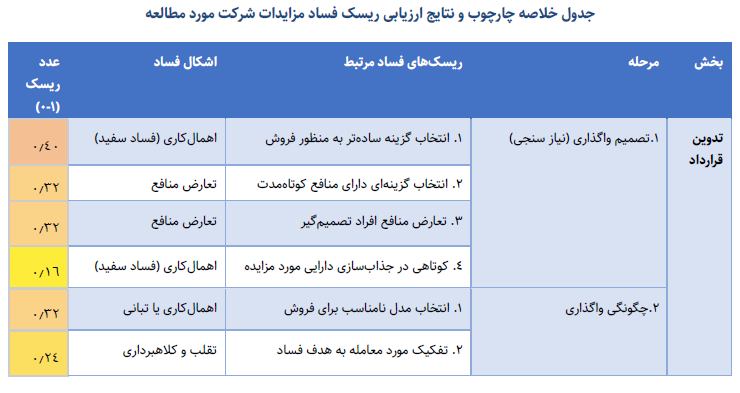 جدول خلاصه چارچوب و نتایج ارزیابی ریسک فساد مزایدات شرکت مورد مطالعه
بخش
مرحله
ریسک‌های فساد مرتبط
اشکال فساد
عدد
ریسک
(۰-۱)
تدوین
قرارداد
۱.تصمیم واگذاری (نیاز سنجی)
۱. انتخاب گزینه ساده‌تر به منظور فروش
اهمال‌کاری (فساد سفید)
۰/٤۰
۲. انتخاب گزینه‌ای دارای منافع کوتاه‌مدت
تعارض منافع
۰/۳۲
۳. تعارض منافع افراد تصمیم‌گیر
تعارض منافع
۰/۳۲
٤. کوتاهی در جذاب‌سازی دارایی مورد مزایده
اهمال‌کاری (فساد سفید)
۰/۱٦
۲.چگونگی واگذاری
۱. انتخاب مدل نامناسب برای فروش
اهمال‌کاری یا تبانی
۰/۳۲
۲. تفکیک مورد معامله به هدف فساد
تقلب و کلاهبرداری
۰/۲٤